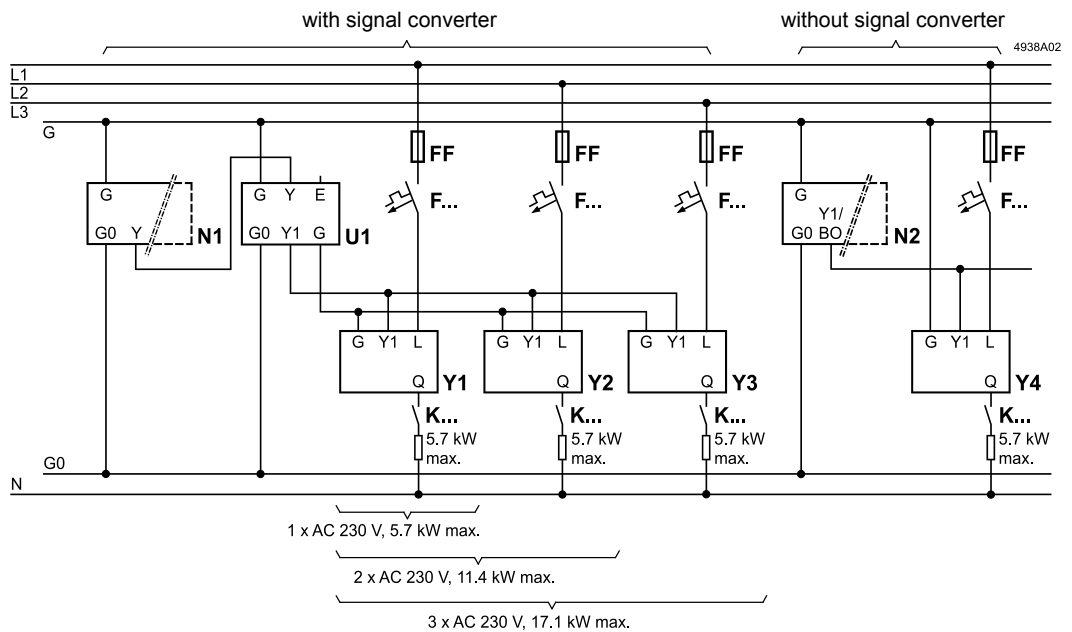 with signal converter
without signal converter
4938A02
L1
L2
L3
G
FF
FF
FF
FF
G
G Y E
F...
F...
F...
G
Y1/
F...
G0 Y
N1
G0 Y1 G
U1
G0 BO
N2
G Y1 L
G Y1 L
G Y1 L
G Y1 L
Q
Y1
Q
Y2
Q
Y3
Q
Y4
K...
K...
K...
K...
5.7 kW
max.
5.7 kW
max.
5.7 kW
max.
5.7 kW
max.
G0
N
1 x AC 230 V, 5.7 kW max.
2 x AC 230 V, 11.4 kW max.
3 x AC 230 V, 17.1 kW max.